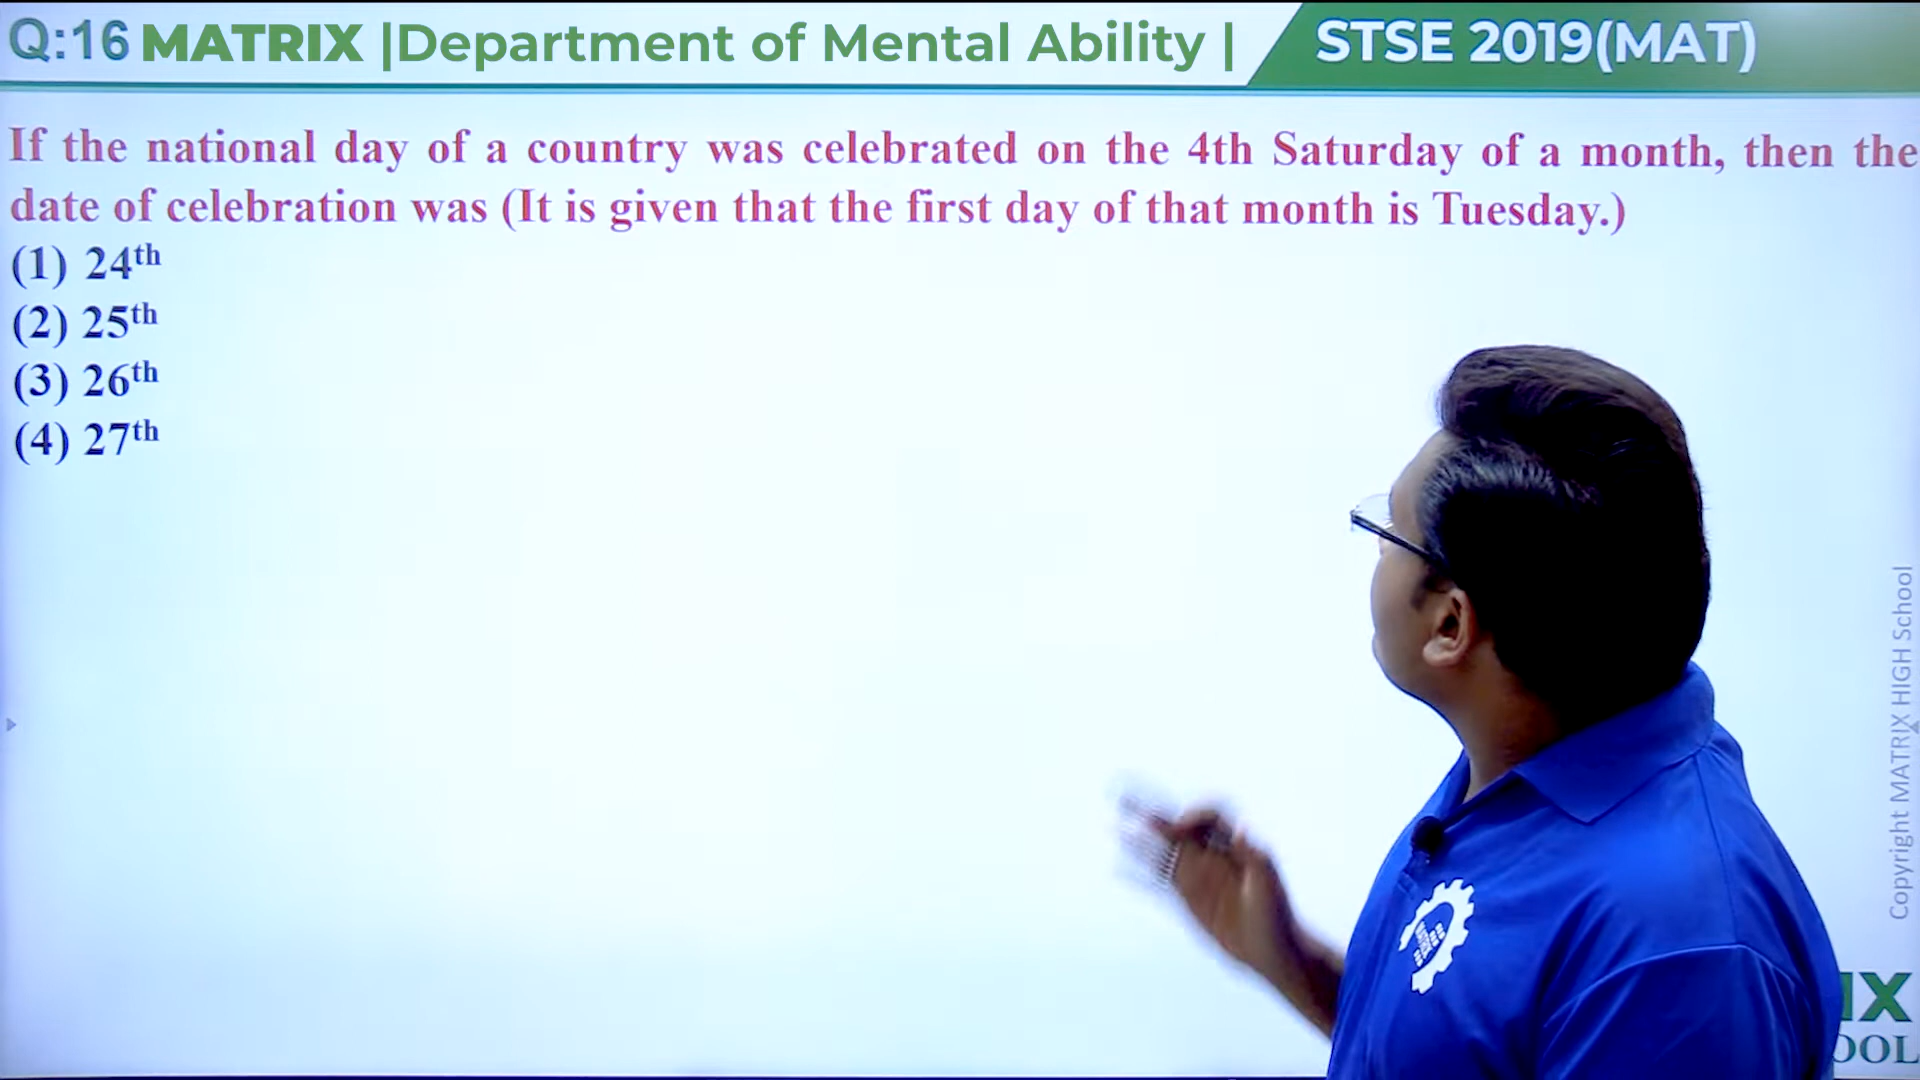 Q:16 MATRIX |Department of Mental Ability | STSE 2019(MAT)
If the national day of a country was celebrated on the 4th Saturday of a month, then the
date of celebration was (It is given that the first day of that month is Tuesday.)
(1) 24th
(2) 25th
(3) 26th
(4) 27th
Copyright MATRIX HIGH School
IX
OOL